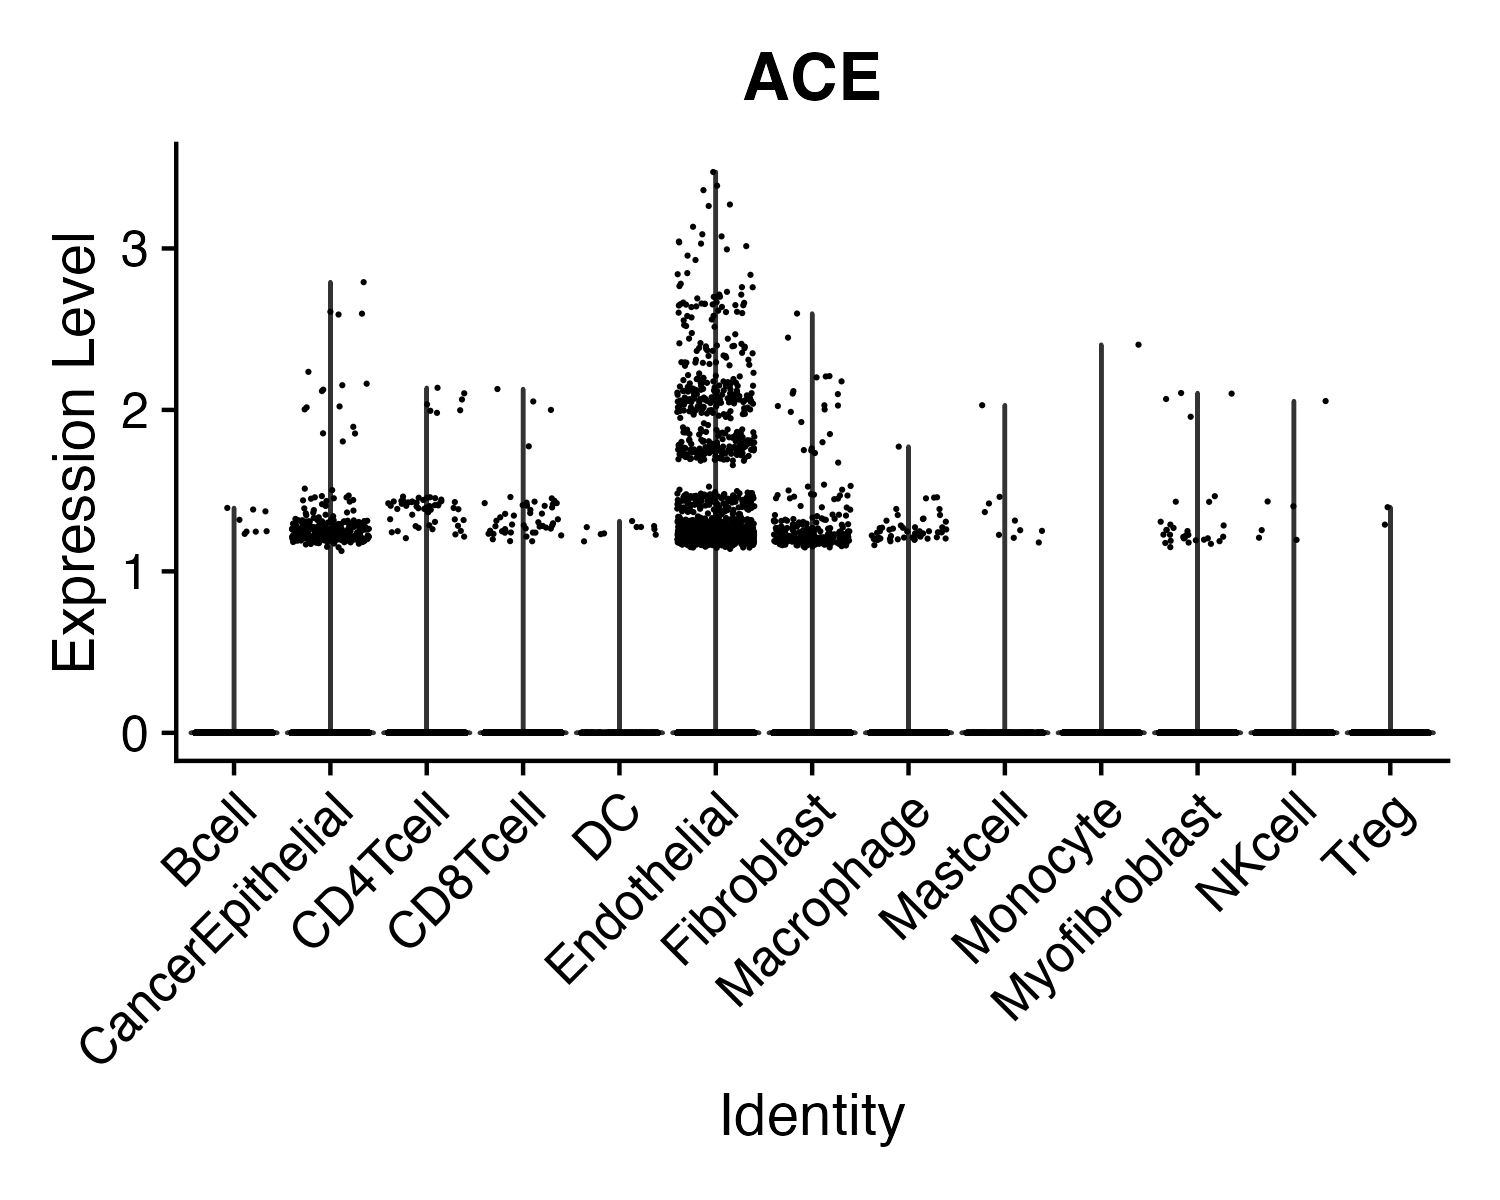 ACE
Expression Level
3
2
1
0
Bcell
CancerEpithelial
CD4Tcell
CD8Tcell
DC
Endothelial
Fibroblast
Macrophage
Mastcell
Monocyte
Myofibroblast
NKcell
Treg
Identity